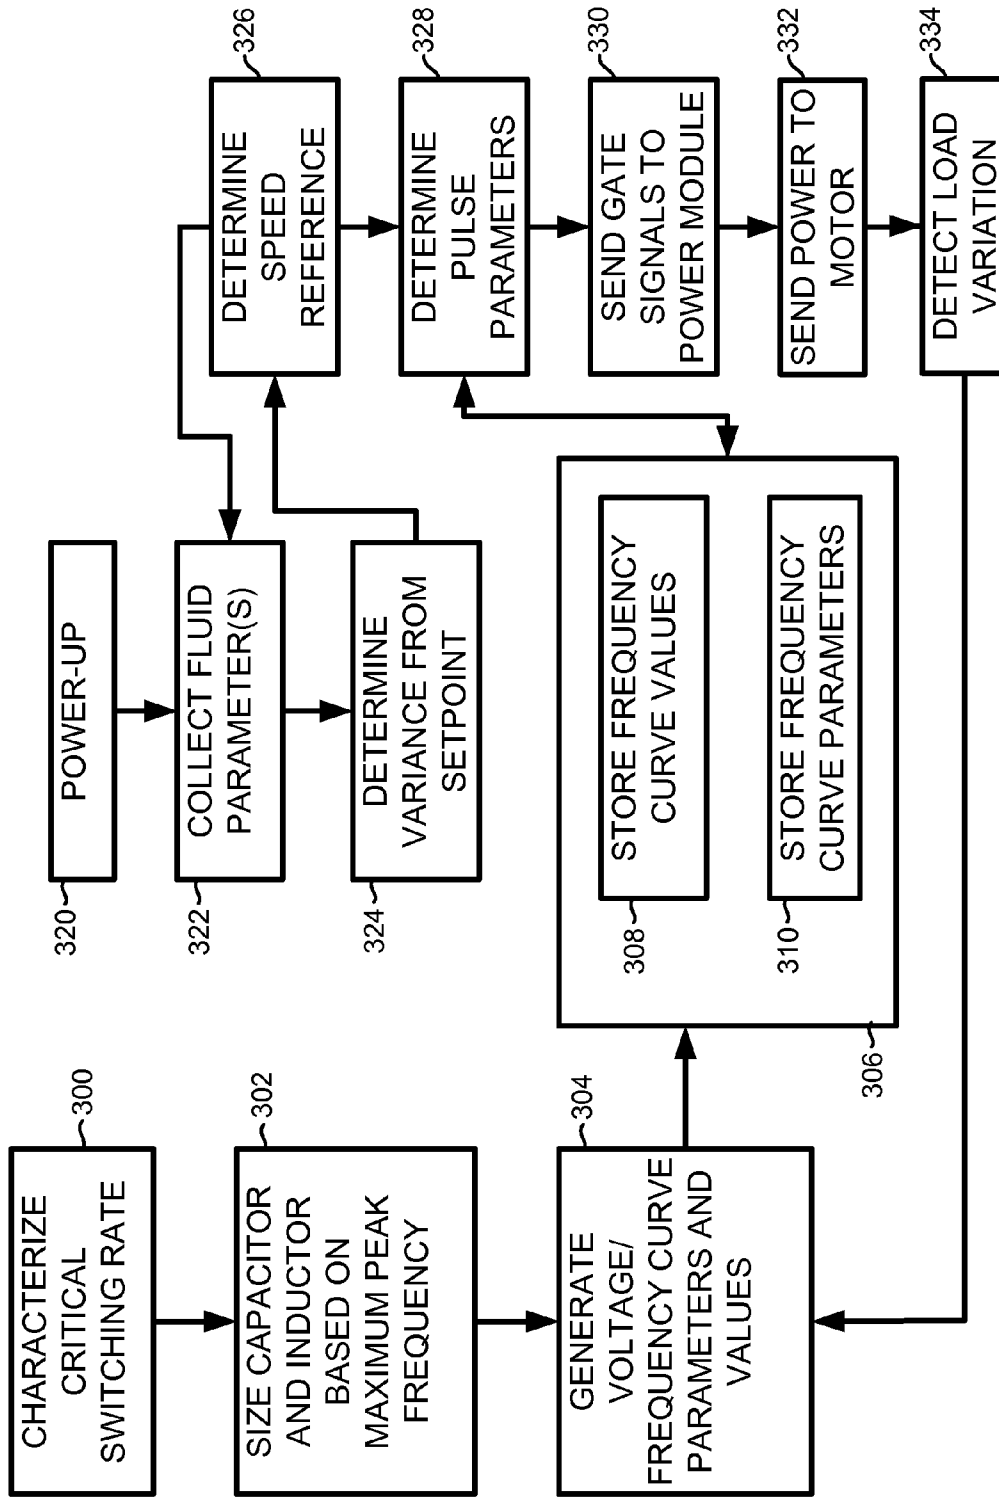 CHARACTERIZE
CRITICAL
SWITCHING RATE
300
SIZE CAPACITOR
AND INDUCTOR
BASED ON
MAXIMUM PEAK
FREQUENCY
302
GENERATE
VOLTAGE/
FREQUENCY CURVE
PARAMETERS AND
VALUES
304
306
STORE FREQUENCY
CURVE VALUES
308
STORE FREQUENCY
CURVE PARAMETERS
310
POWER-UP
320
COLLECT FLUID
PARAMETER(S)
322
DETERMINE
VARIANCE FROM
SETPOINT
324
DETERMINE
SPEED
REFERENCE
326
DETERMINE
PULSE
PARAMETERS
328
SEND GATE
SIGNALS TO
POWER MODULE
330
SEND POWER TO
MOTOR
332
DETECT LOAD
VARIATION
334